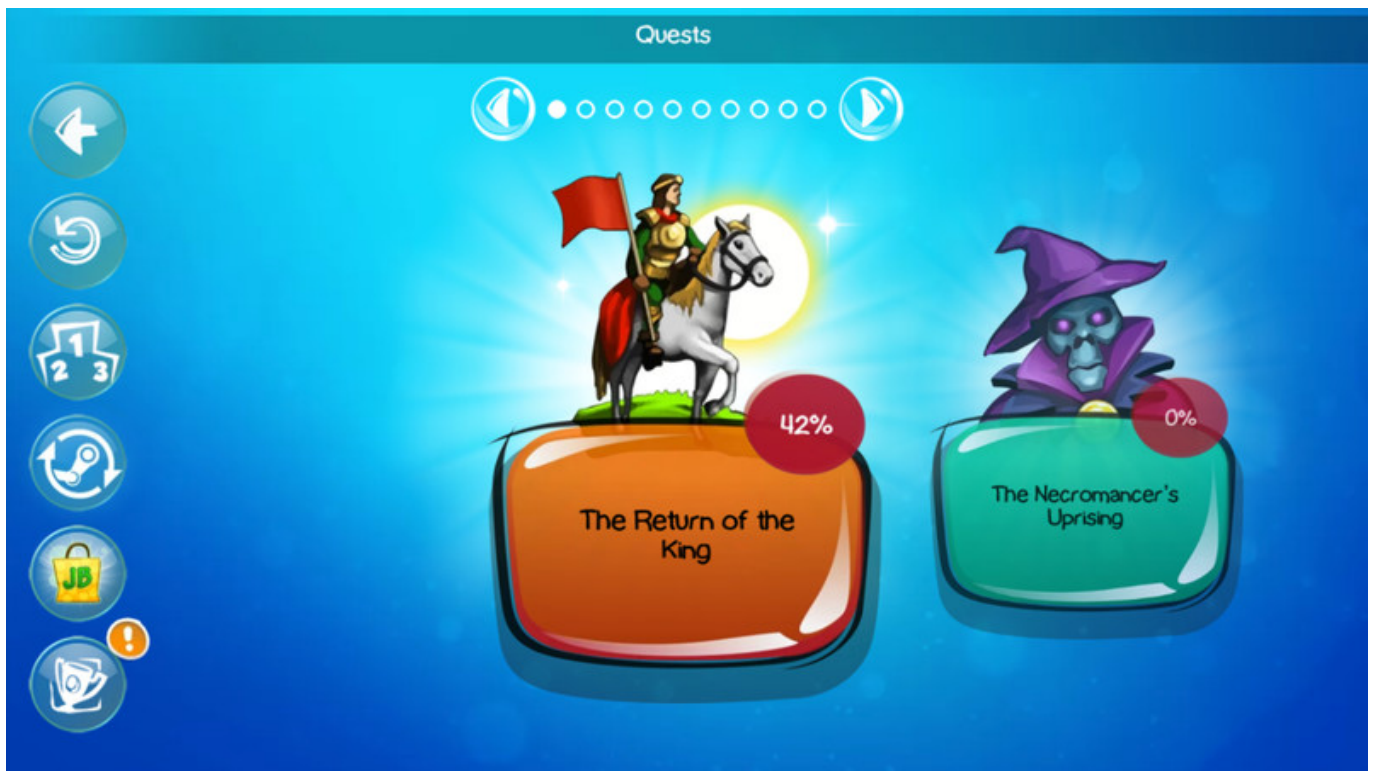 Quests
1
2 3
JB
!
42%
The Return of the
King
0%
The Necromancer's
Uprising